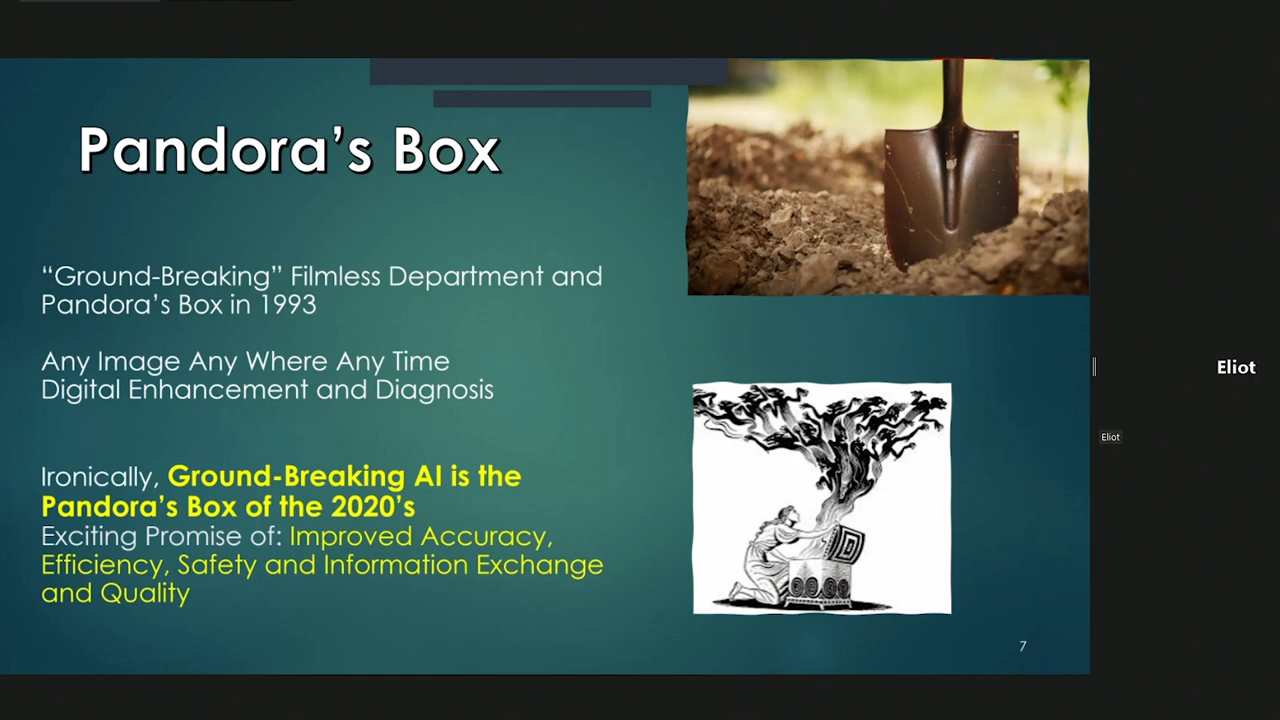 Pandora’s Box
“Ground-Breaking” Filmless Department and
Pandora’s Box in 1993
Any Image Any Where Any Time
Digital Enhancement and Diagnosis
Ironically, Ground-Breaking AI is the
Pandora’s Box of the 2020’s
Exciting Promise of: Improved Accuracy,
Efficiency, Safety and Information Exchange
and Quality
7
Eliot
Eliot